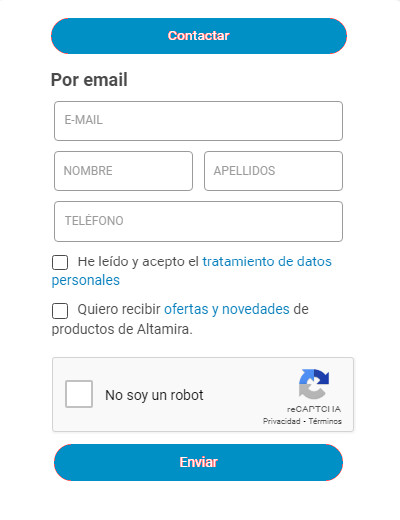 Contactar
Por email
E-MAIL
NOMBRE APELLIDOS
TELÉFONO
He leído y acepto el tratamiento de datos
personales
Quiero recibir ofertas y novedades de
productos de Altamira.
No soy un robot
reCAPTCHA
Privacidad - Términos
Enviar